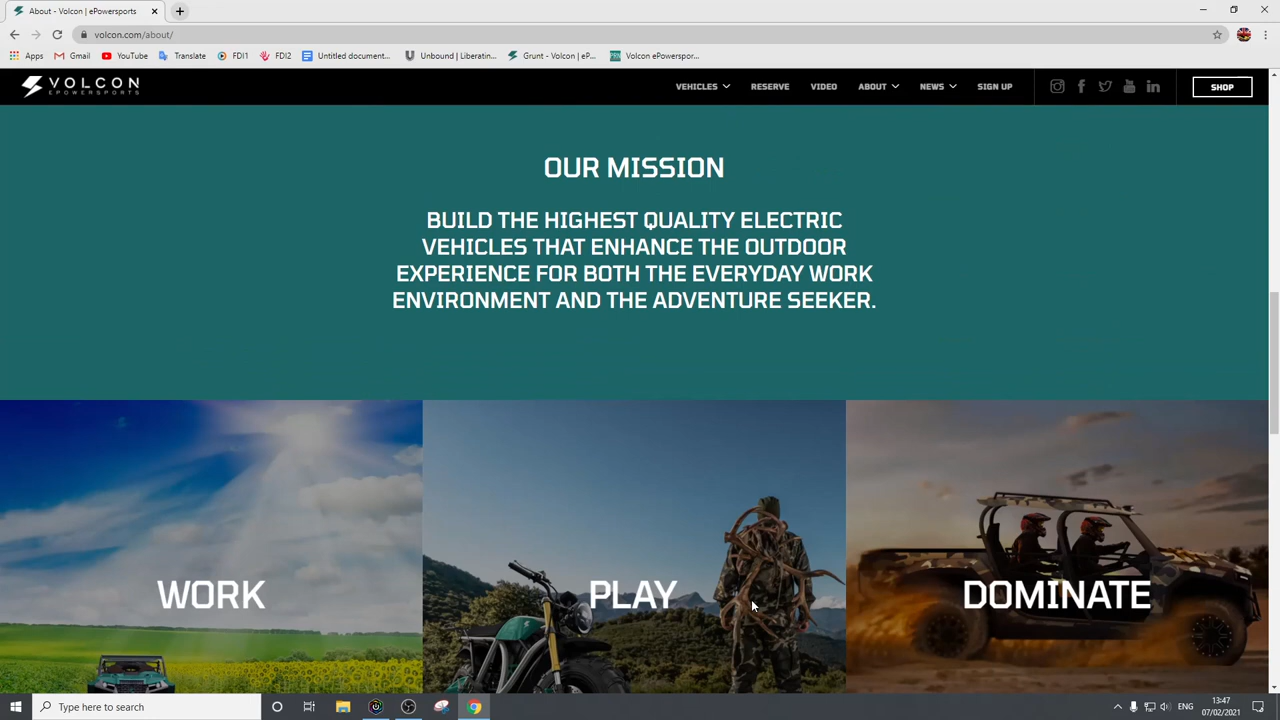 About - Volcon | ePowersports
volcon.com/about/
Apps
Gmail
YouTube
Translate
FDI1
FDI2
Untitled document...
Unbound | Liberatin...
Grunt - Volcon | eP...
Volcon ePowerspor...
VOLCON
EPOWERSPORTS
VEHICLES
RESERVE
VIDEO
ABOUT
NEWS
SIGN UP
SHOP
OUR MISSION
BUILD THE HIGHEST QUALITY ELECTRIC
VEHICLES THAT ENHANCE THE OUTDOOR
EXPERIENCE FOR BOTH THE EVERYDAY WORK
ENVIRONMENT AND THE ADVENTURE SEEKER.
WORK
PLAY
DOMINATE
Type here to search
ENG
13:47
07/02/2021